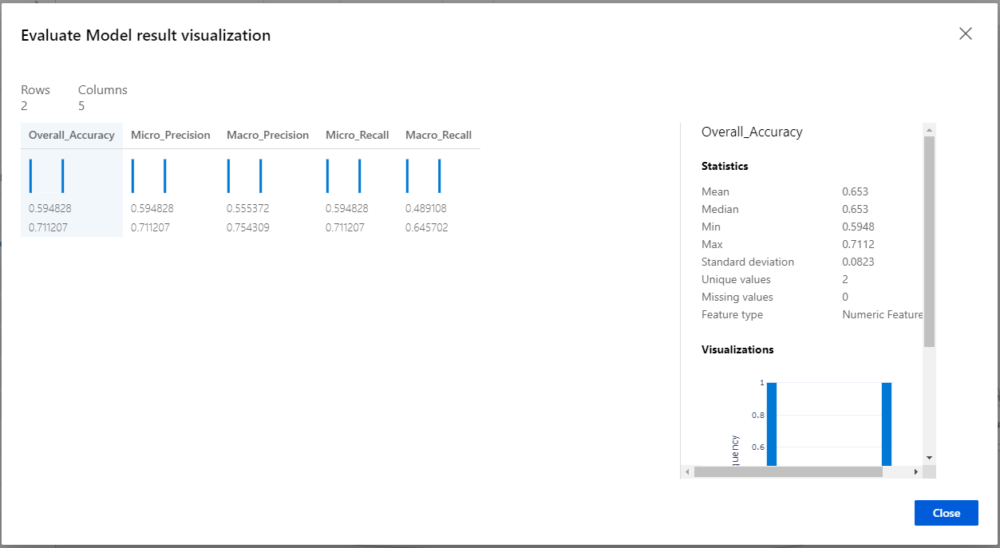 Evaluate Model result visualization
Rows Columns
2 5
Overall_Accuracy Micro_Precision Macro_Precision Micro_Recall Macro_Recall
0.594828 0.594828 0.555372 0.594828 0.489108
0.711207 0.711207 0.754309 0.711207 0.645702
Overall_Accuracy
Statistics
Mean 0.653
Median 0.653
Min 0.5948
Max 0.7112
Standard deviation 0.0823
Unique values 2
Missing values 0
Feature type Numeric Feature
Visualizations
1
0.8
0.6
quency
Close